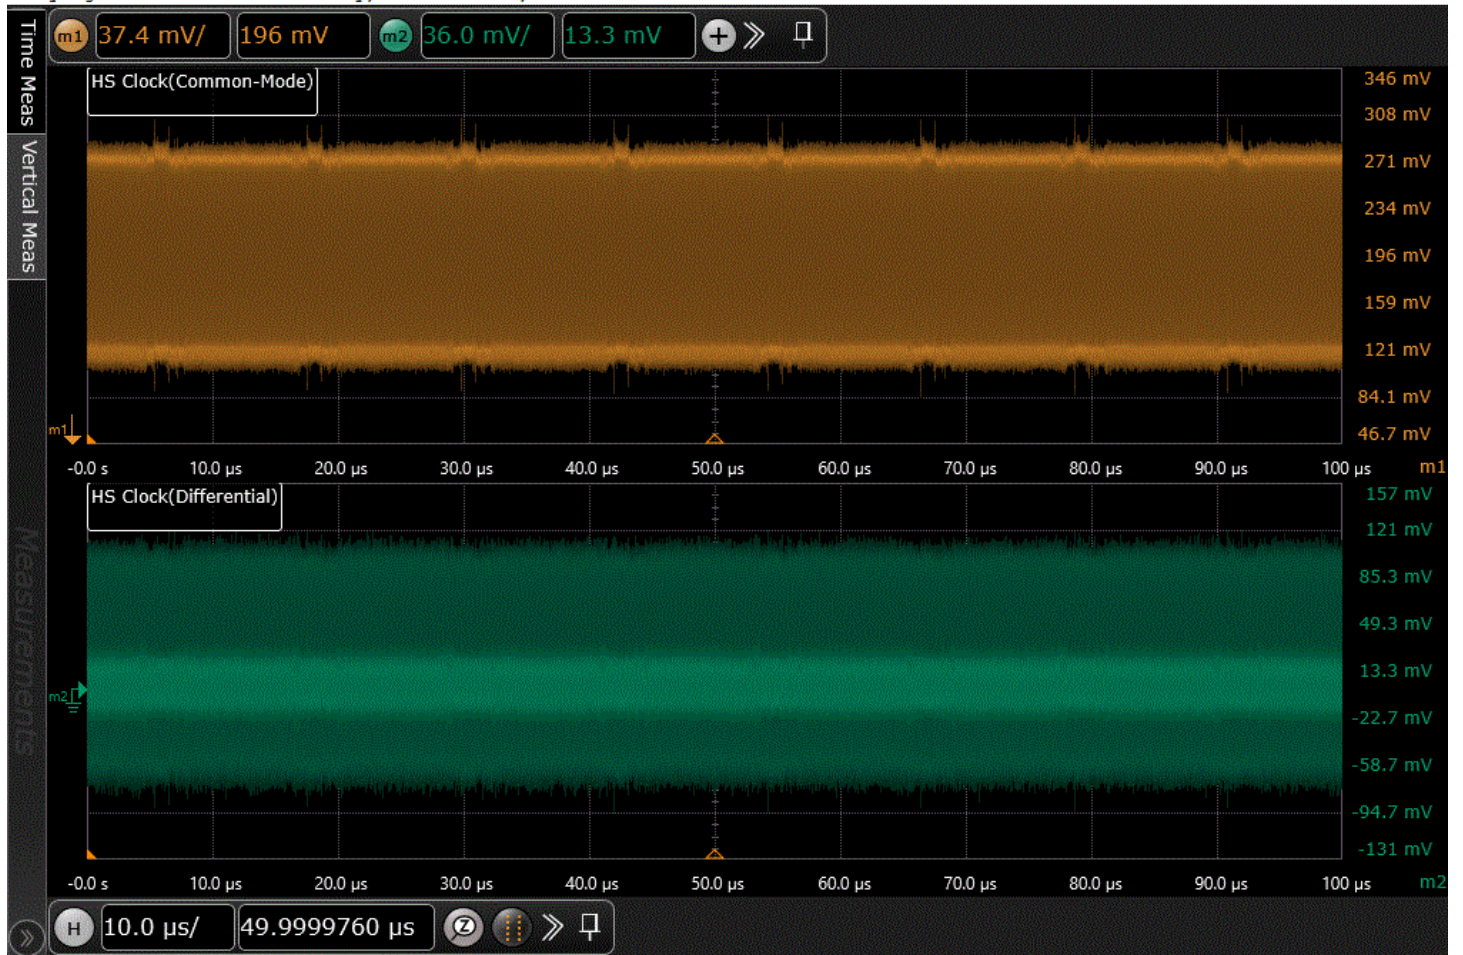 Time Meas
Vertical Meas
Measurements
m1 37.4 mV/ 196 mV m2 36.0 mV/ 13.3 mV
HS Clock(Common-Mode)
346 mV
308 mV
271 mV
234 mV
196 mV
159 mV
121 mV
84.1 mV
46.7 mV
m1
-0.0 s 10.0 µs 20.0 µs 30.0 µs 40.0 µs 50.0 µs 60.0 µs 70.0 µs 80.0 µs 90.0 µs 100 µs m1
HS Clock(Differential)
157 mV
121 mV
85.3 mV
49.3 mV
13.3 mV
-22.7 mV
-58.7 mV
-94.7 mV
-131 mV
m2
-0.0 s 10.0 µs 20.0 µs 30.0 µs 40.0 µs 50.0 µs 60.0 µs 70.0 µs 80.0 µs 90.0 µs 100 µs m2
H 10.0 µs/ 49.9999760 µs Z